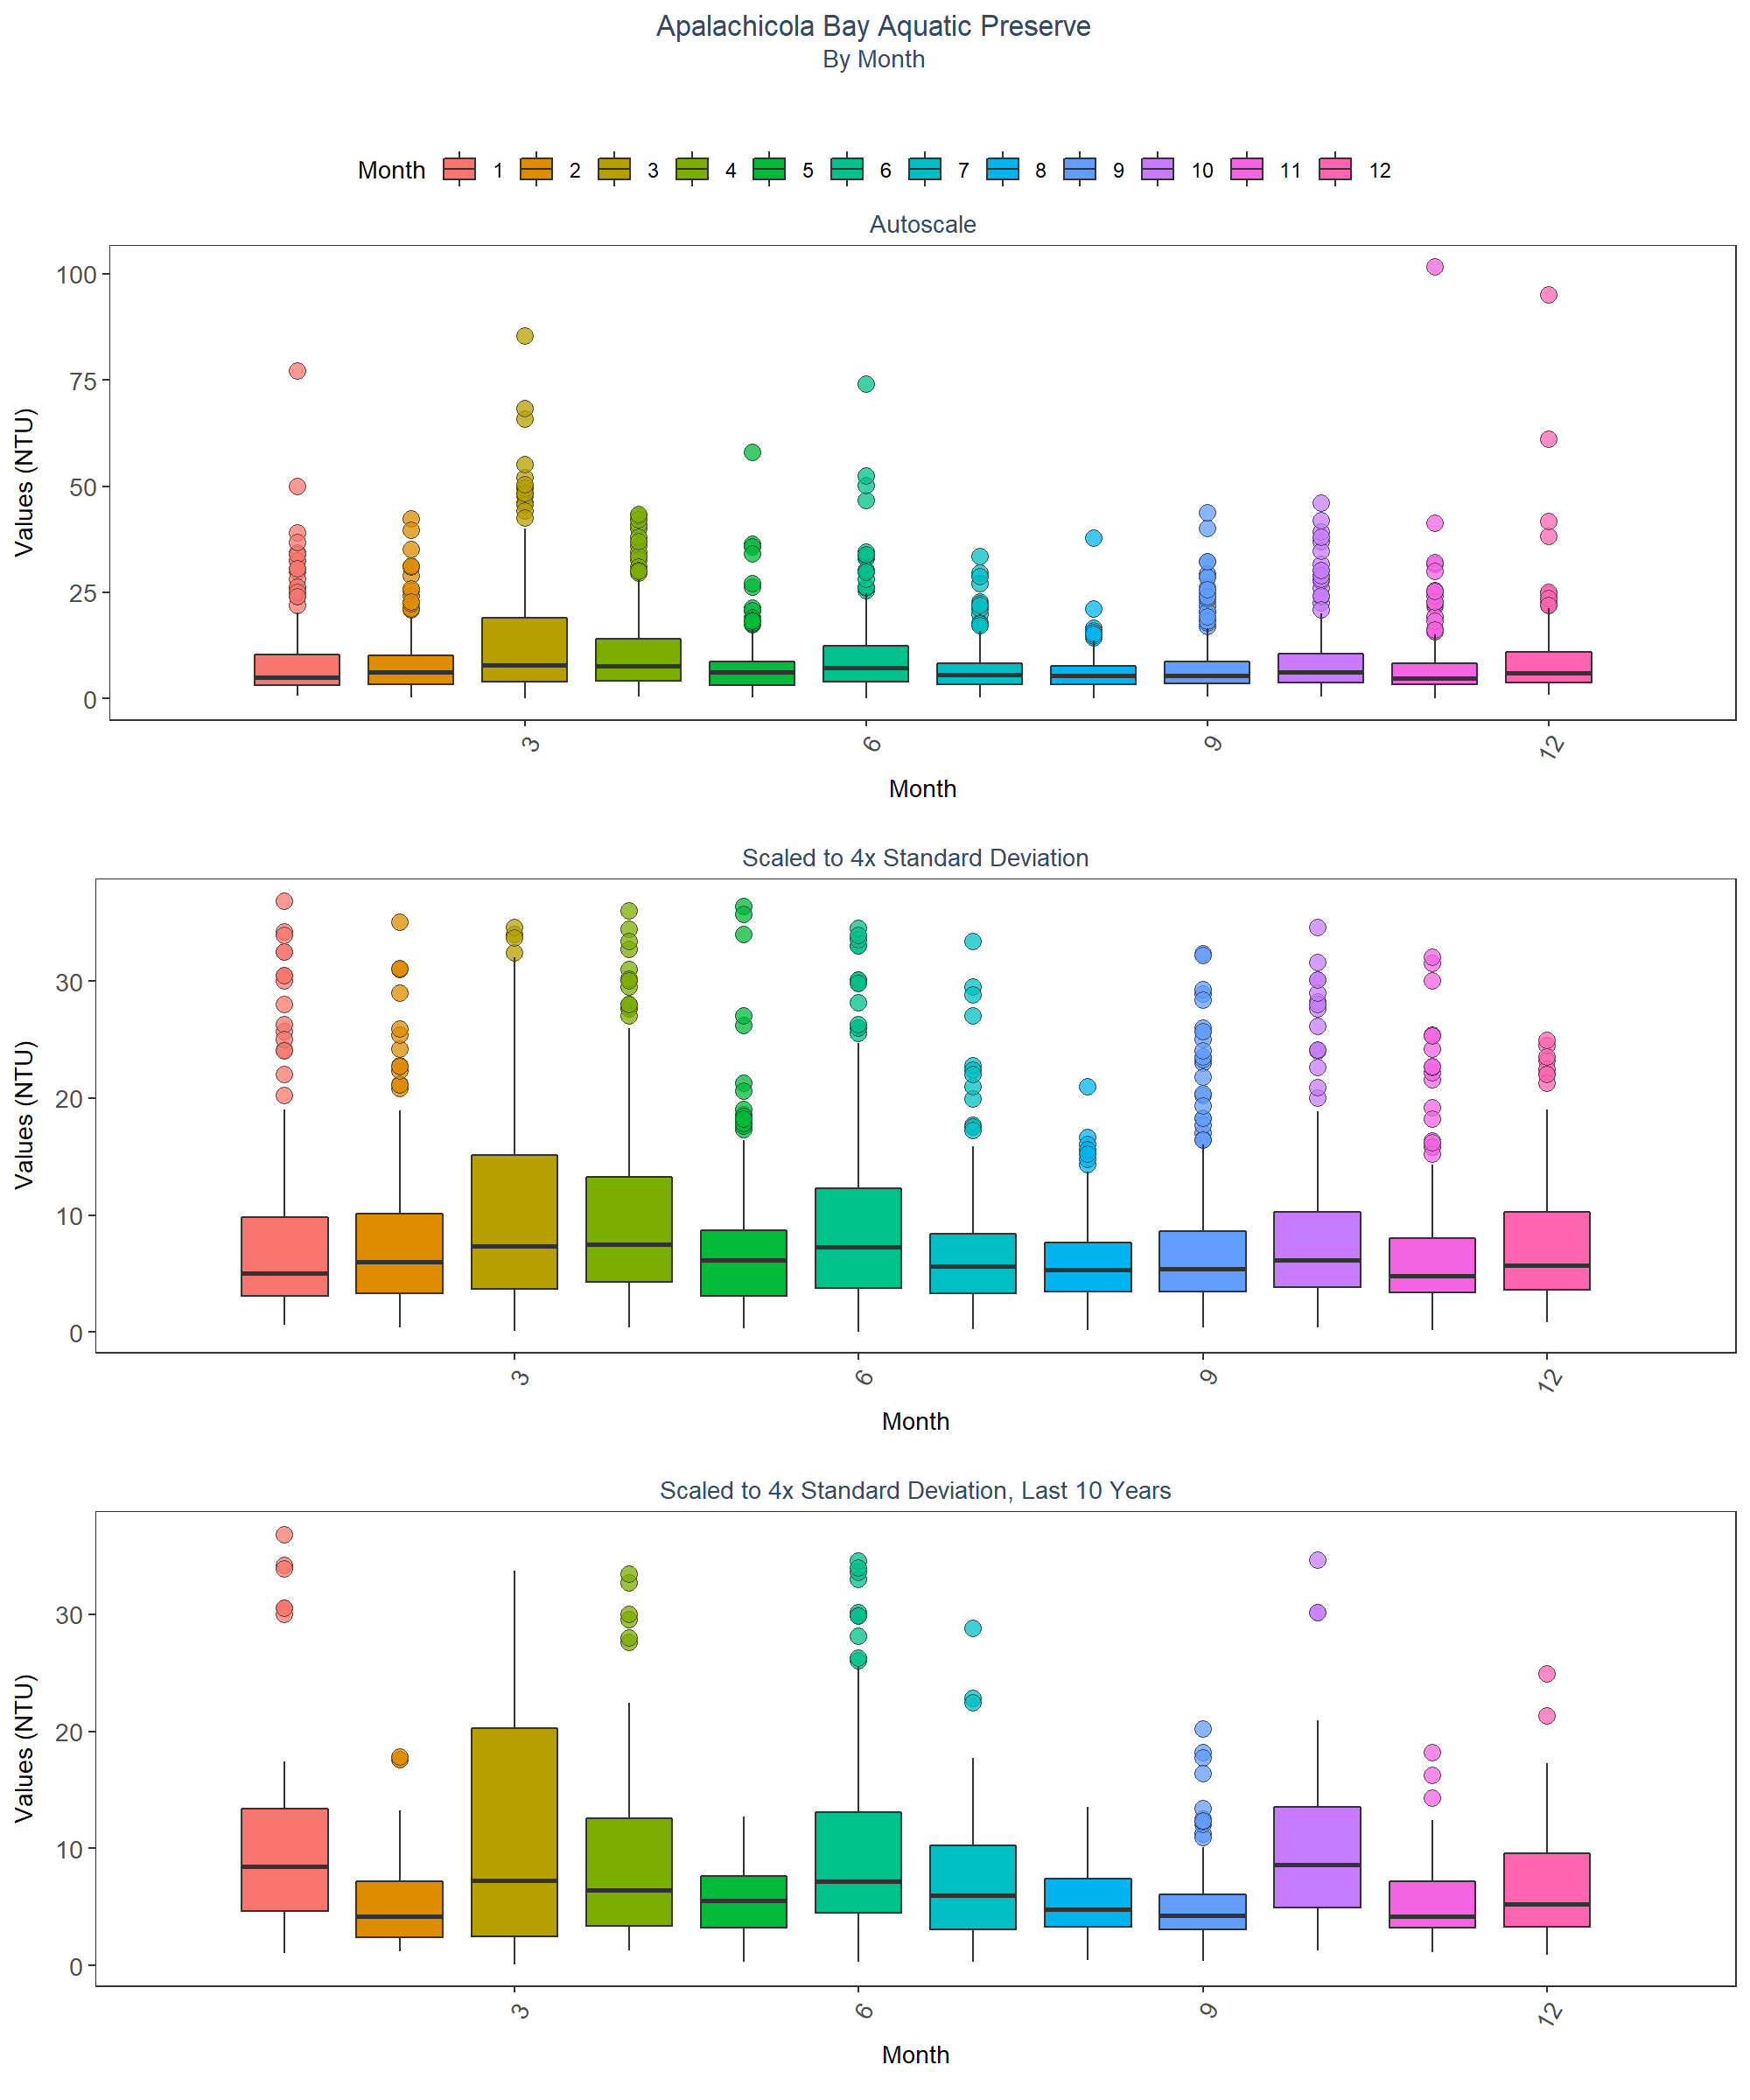 Apalachicola Bay Aquatic Preserve
By Month
Month 1 2 3 4 5 6 7 8 9 10 11 12
Autoscale
Values (NTU)
100
75
50
25
0
3 6 9 12
Month
Scaled to 4x Standard Deviation
Values (NTU)
30
20
10
0
3 6 9 12
Month
Scaled to 4x Standard Deviation, Last 10 Years
Values (NTU)
30
20
10
0
3 6 9 12
Month